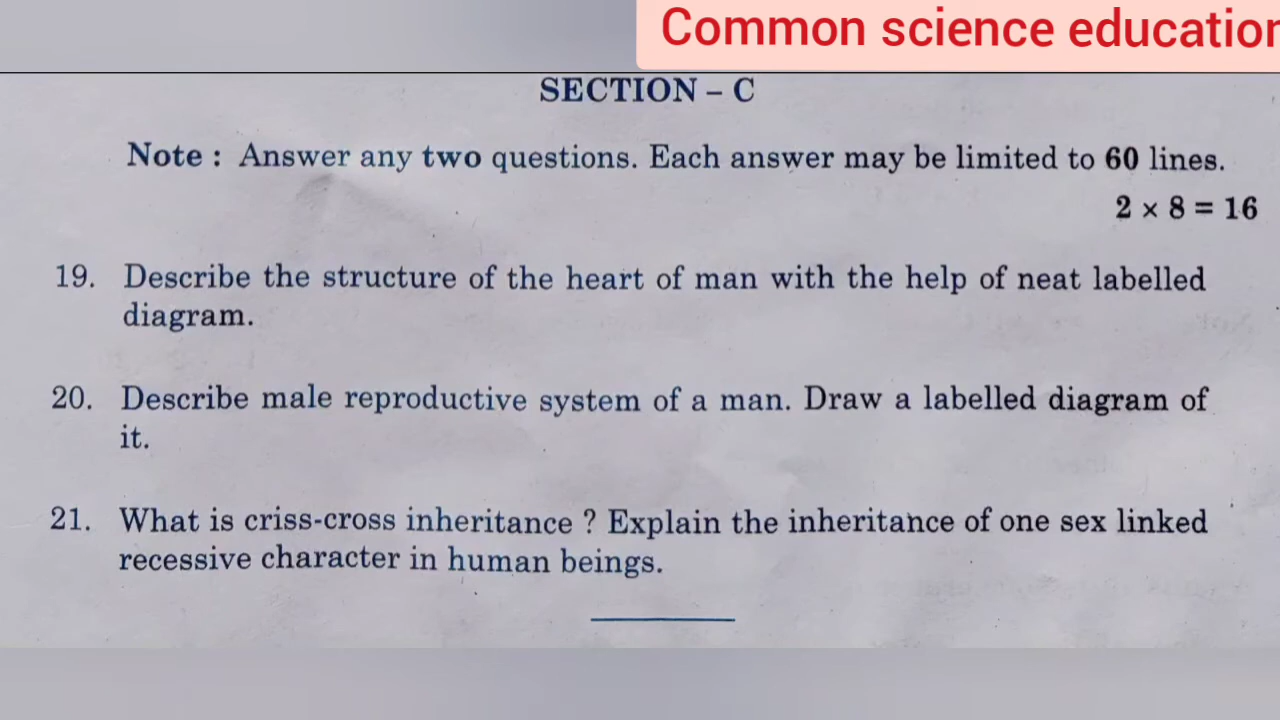 Common science education
SECTION – C
Note : Answer any two questions. Each answer may be limited to 60 lines.
2 × 8 = 16
19. Describe the structure of the heart of man with the help of neat labelled
diagram.
20. Describe male reproductive system of a man. Draw a labelled diagram of
it.
21. What is criss-cross inheritance ? Explain the inheritance of one sex linked
recessive character in human beings.